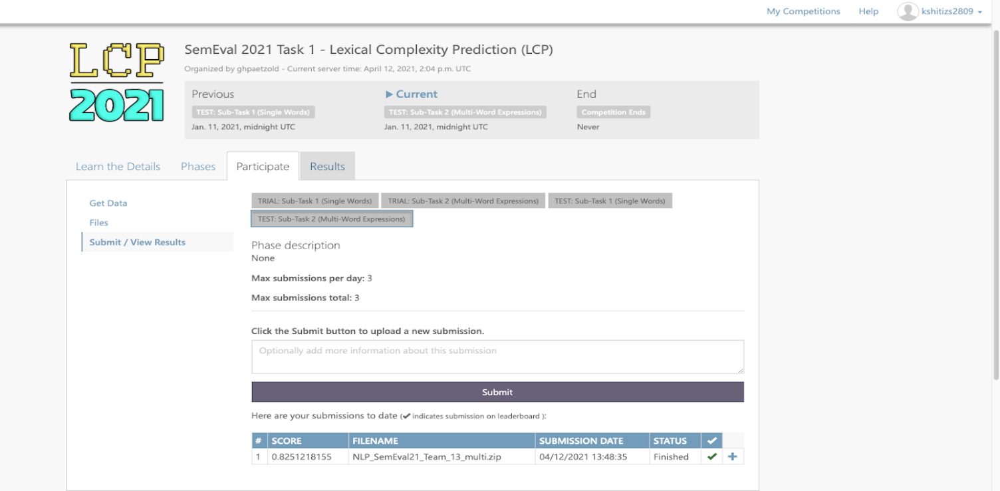 My Competitions Help kshitizs2809
LCP
2021
SemEval 2021 Task 1 - Lexical Complexity Prediction (LCP)
Organized by ghpaetzold - Current server time: April 12, 2021, 2:04 p.m. UTC
Previous
TEST: Sub-Task 1 (Single Words)
Jan. 11, 2021, midnight UTC
Current
TEST: Sub-Task 2 (Multi-Word Expressions)
Jan. 11, 2021, midnight UTC
End
Competition Ends
Never
Learn the Details Phases Participate Results
Get Data
Files
Submit / View Results
TRIAL: Sub-Task 1 (Single Words) TRIAL: Sub-Task 2 (Multi-Word Expressions) TEST: Sub-Task 1 (Single Words)
TEST: Sub-Task 2 (Multi-Word Expressions)
Phase description
None
Max submissions per day: 3
Max submissions total: 3
Click the Submit button to upload a new submission.
Optionally add more information about this submission
Submit
Here are your submissions to date (✔ indicates submission on leaderboard ):
# SCORE FILENAME SUBMISSION DATE STATUS ✔
1 0.8251218155 NLP_SemEval21_Team_13_multi.zip 04/12/2021 13:48:35 Finished ✔ +